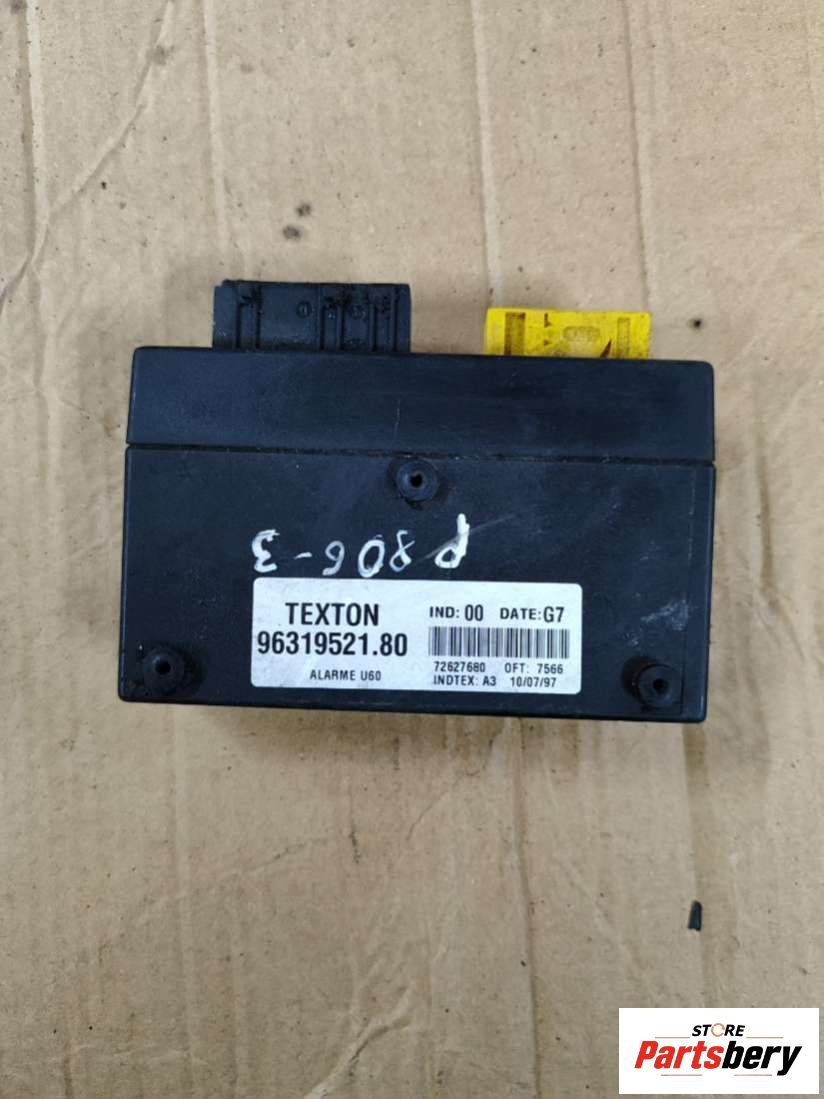 P806-3
TEXTON
96319521.80
ALARME U60
IND: 00 DATE: G7
72627680 OFT: 7566
INDTEX: A3 10/07/97
STORE
Partsbery